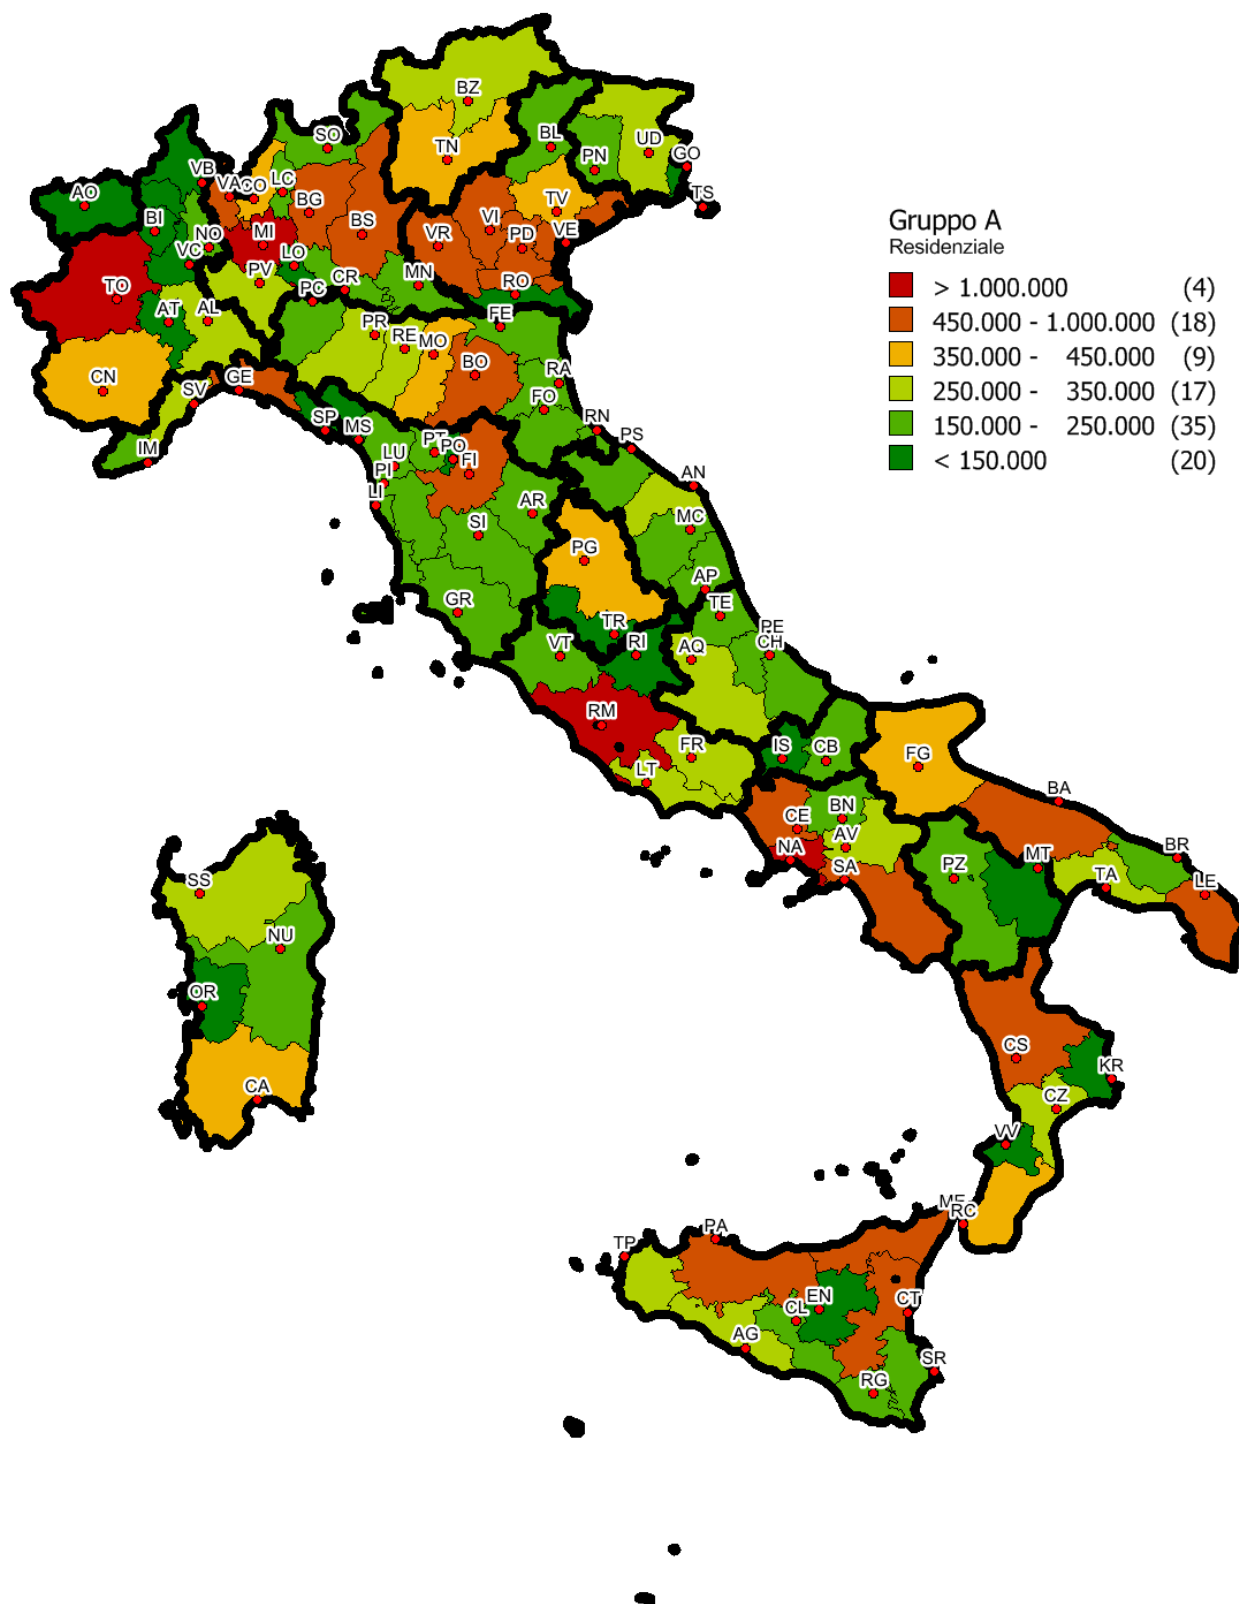 Gruppo A
Residenziale
> 1.000.000 (4)
450.000 - 1.000.000 (18)
350.000 - 450.000 (9)
250.000 - 350.000 (17)
150.000 - 250.000 (35)
< 150.000 (20)
BZ
SO
TN
BL
UD
PN
GO
VB
AO
VA
CO
LC
BG
TV
TS
BI
BS
VI
NO
MI
VR
PD
VE
VC
LO
PV
CR
MN
RO
TO
PC
AT
AL
PR
FE
RE
MO
BO
CN
SV
GE
RA
FO
SP
MS
RN
PS
IM
LU
PT
PO
FI
PI
LI
AN
AR
SI
MC
PG
AP
GR
TE
TR
PE
CH
VT
RI
AQ
RM
FR
IS
CB
FG
LT
BA
CE
BN
NA
AV
SA
PZ
MT
BR
TA
LE
SS
NU
OR
CS
KR
CA
CZ
VV
ME
RC
TP
PA
CL
EN
CT
AG
SR
RG